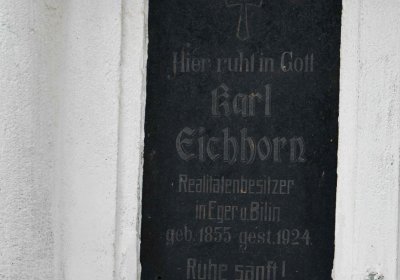 Hier ruht in Gott
Karl
Eichhorn
Realitätenbesitzer
in Eger u. Bilin
geb. 1855 gest. 1924
Ruhe sanft!